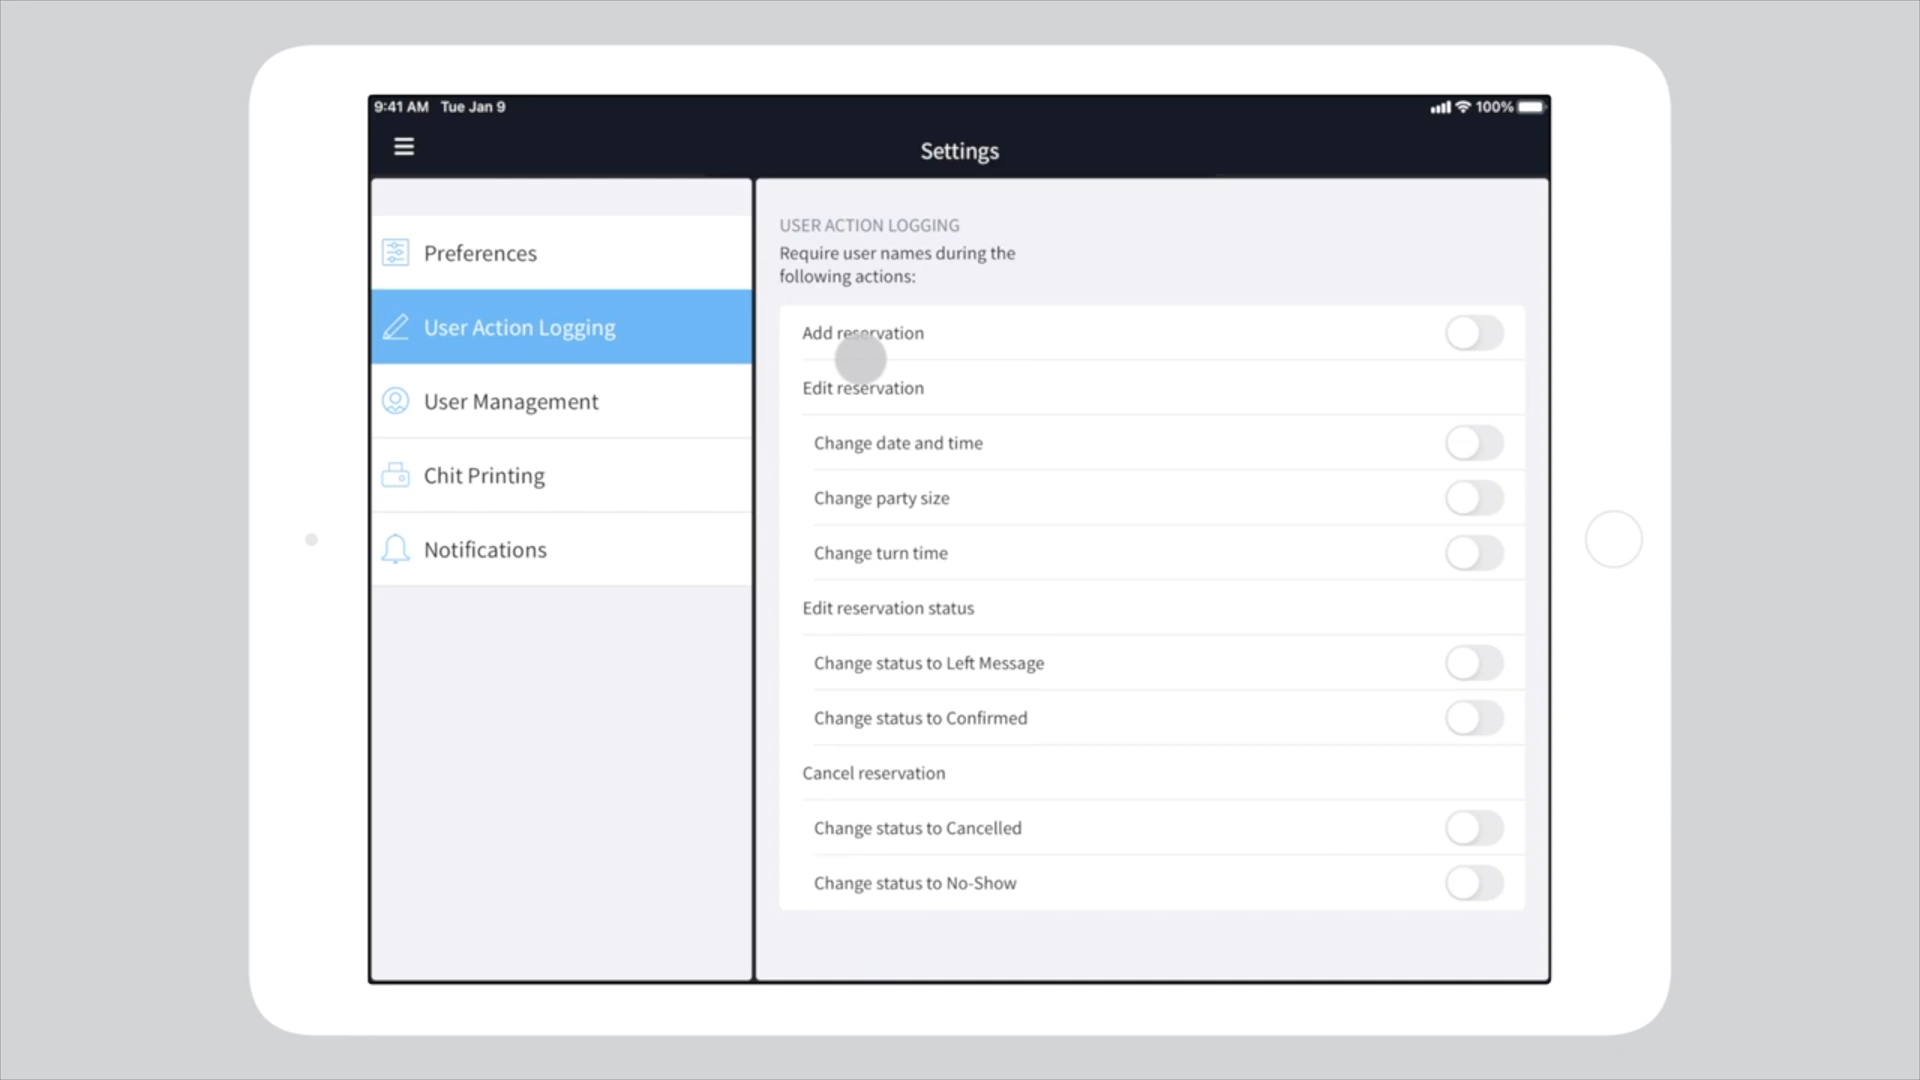 9:41 AM Tue Jan 9
100%
Settings
Preferences
User Action Logging
User Management
Chit Printing
Notifications
USER ACTION LOGGING
Require user names during the
following actions:
Add reservation
Edit reservation
Change date and time
Change party size
Change turn time
Edit reservation status
Change status to Left Message
Change status to Confirmed
Cancel reservation
Change status to Cancelled
Change status to No-Show